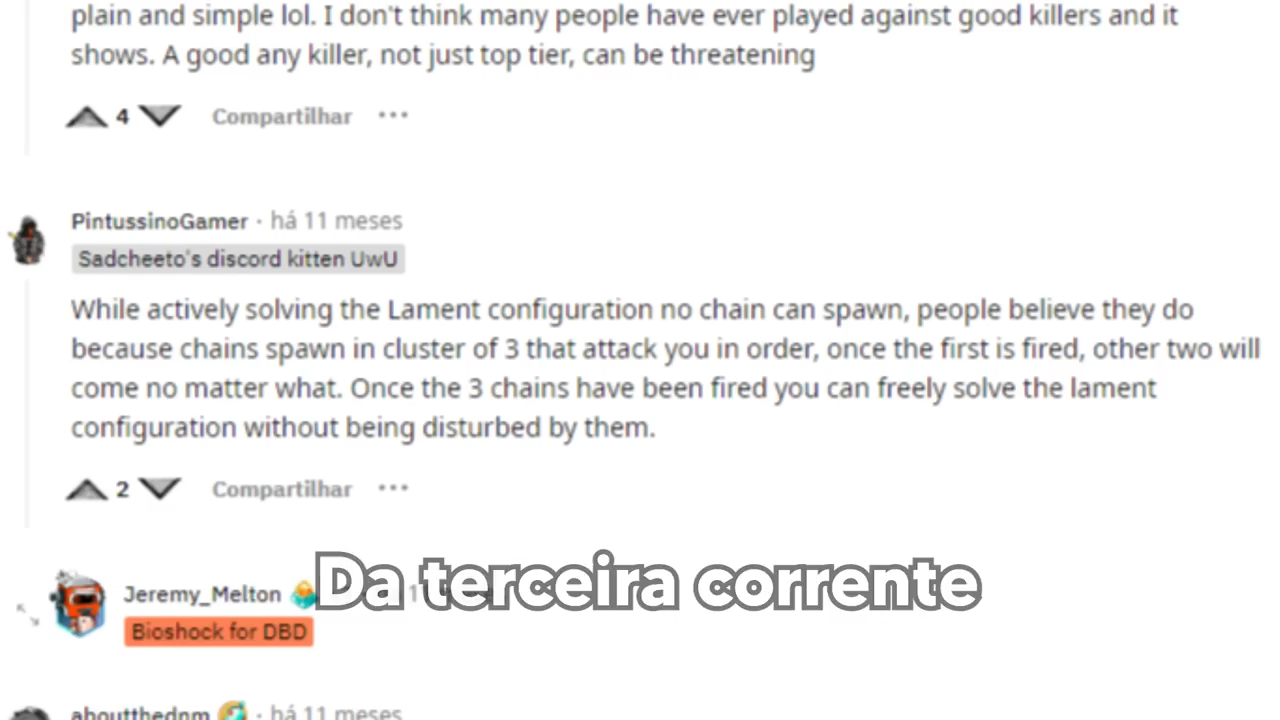 plain and simple lol. I don't think many people have ever played against good killers and it
shows. A good any killer, not just top tier, can be threatening
4 Compartilhar ...
PintussinoGamer · há 11 meses
Sadcheeto's discord kitten UwU
While actively solving the Lament configuration no chain can spawn, people believe they do
because chains spawn in cluster of 3 that attack you in order, once the first is fired, other two will
come no matter what. Once the 3 chains have been fired you can freely solve the lament
configuration without being disturbed by them.
2 Compartilhar ...
Jeremy_Melton
Da terceira corrente
Bioshock for DBD
aboutthednm · há 11 meses